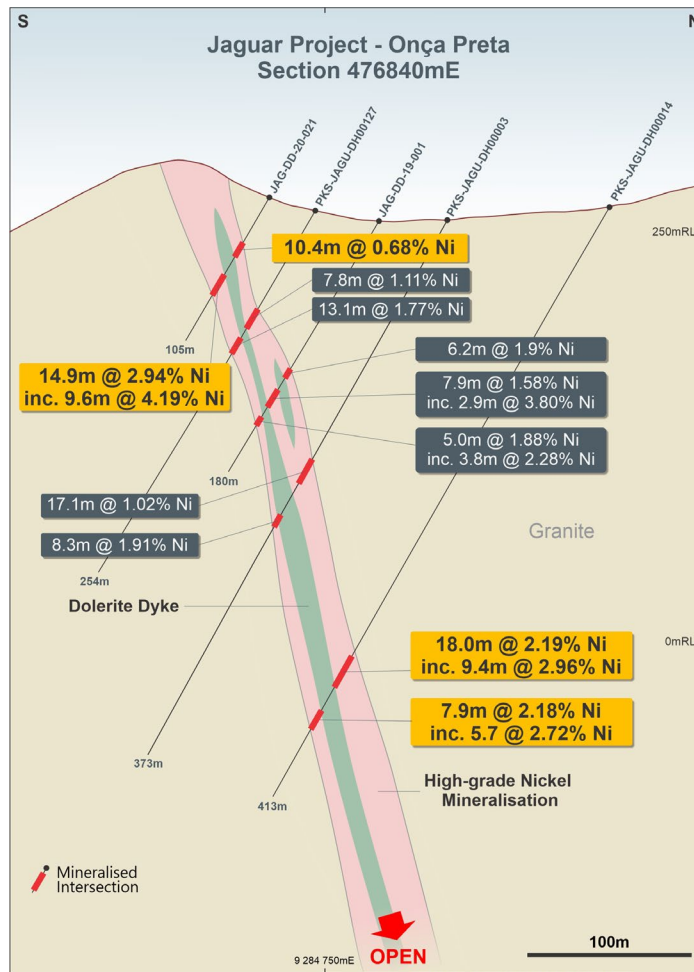 S
N
Jaguar Project - Onça Preta
Section 476840mE
JAG-DD-20-021
PKS-JAGU-DH00127
JAG-DD-19-001
PKS-JAGU-DH00003
PKS-JAGU-DH00014
250mRL
10.4m @ 0.68% Ni
7.8m @ 1.11% Ni
13.1m @ 1.77% Ni
105m
6.2m @ 1.9% Ni
14.9m @ 2.94% Ni
inc. 9.6m @ 4.19% Ni
7.9m @ 1.58% Ni
inc. 2.9m @ 3.80% Ni
5.0m @ 1.88% Ni
inc. 3.8m @ 2.28% Ni
180m
17.1m @ 1.02% Ni
Granite
8.3m @ 1.91% Ni
254m
Dolerite Dyke
0mRL
18.0m @ 2.19% Ni
inc. 9.4m @ 2.96% Ni
7.9m @ 2.18% Ni
inc. 5.7 @ 2.72% Ni
373m
High-grade Nickel
Mineralisation
413m
Mineralised
Intersection
OPEN
100m
9 284 750mE